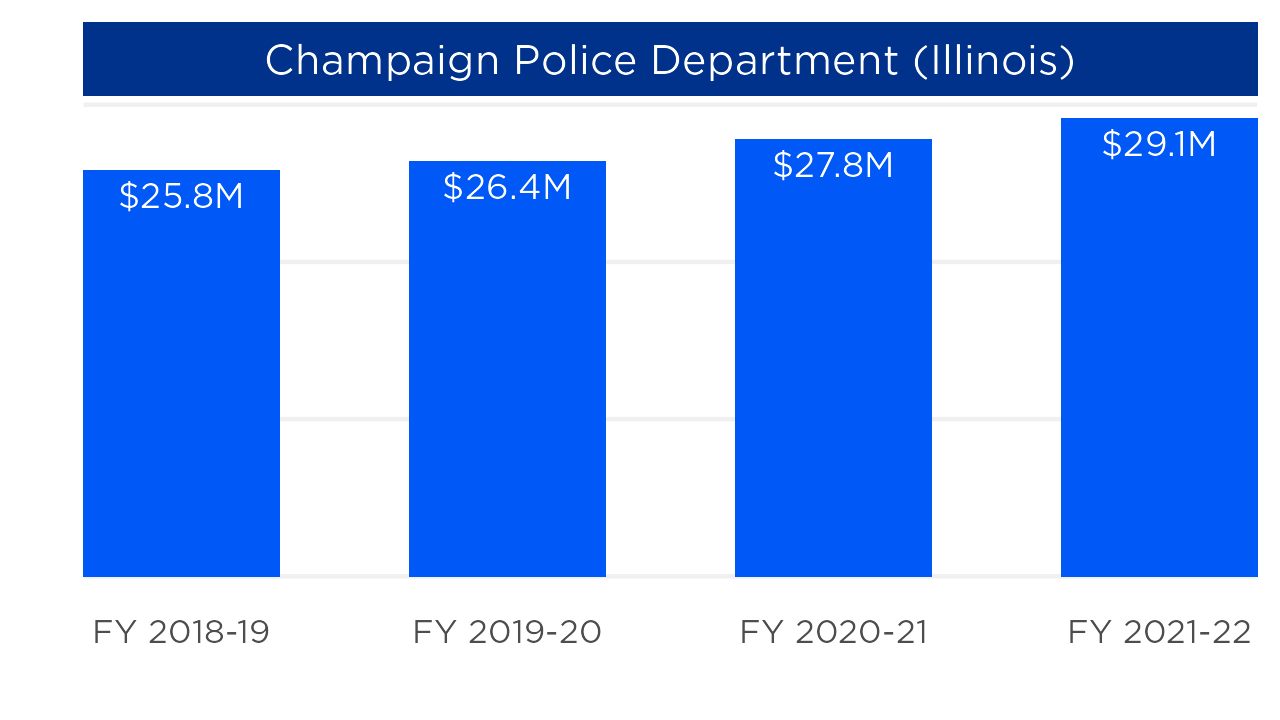 Champaign Police Department (Illinois)
$25.8M
$26.4M
$27.8M
$29.1M
FY 2018-19
FY 2019-20
FY 2020-21
FY 2021-22